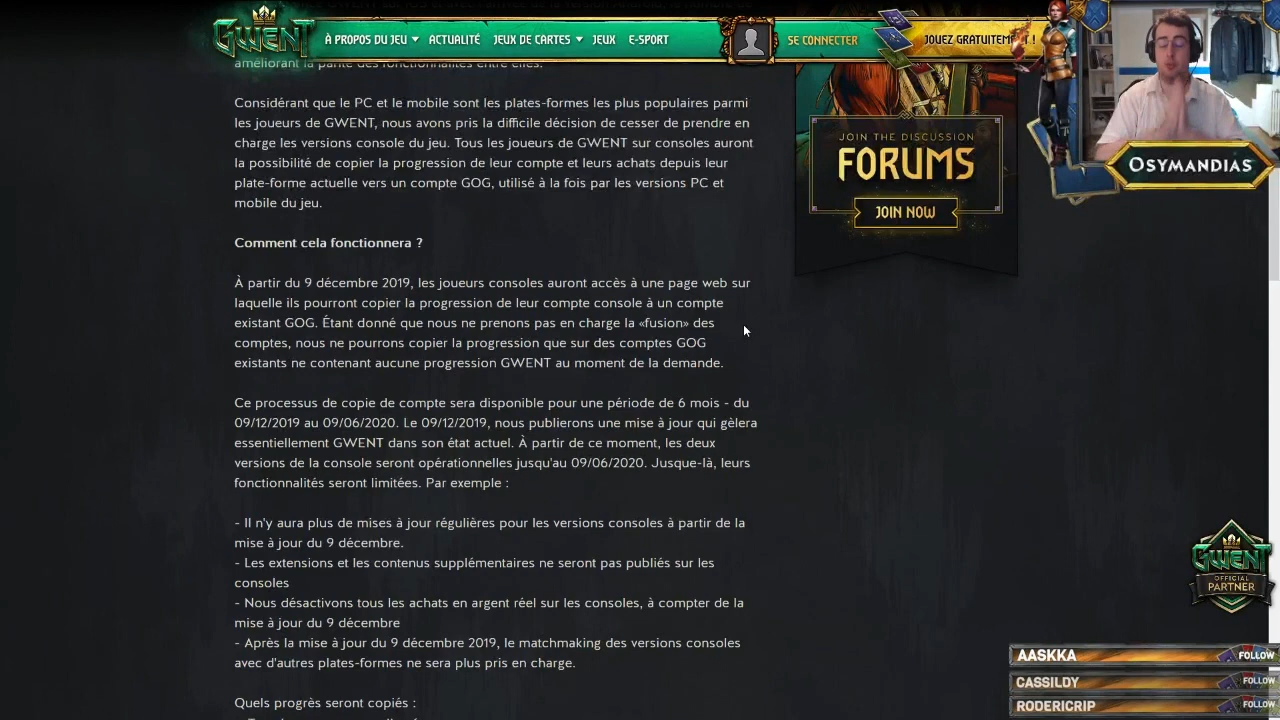 GWENT
À PROPOS DU JEU
ACTUALITÉ
JEUX DE CARTES
JEUX
E-SPORT
SE CONNECTER
JOUEZ GRATUITEMENT !
améliorant la parité des fonctionnalités entre elles.
Considérant que le PC et le mobile sont les plates-formes les plus populaires parmi
les joueurs de GWENT, nous avons pris la difficile décision de cesser de prendre en
charge les versions console du jeu. Tous les joueurs de GWENT sur consoles auront
la possibilité de copier la progression de leur compte et leurs achats depuis leur
plate-forme actuelle vers un compte GOG, utilisé à la fois par les versions PC et
mobile du jeu.
Comment cela fonctionnera ?
À partir du 9 décembre 2019, les joueurs consoles auront accès à une page web sur
laquelle ils pourront copier la progression de leur compte console à un compte
existant GOG. Étant donné que nous ne prenons pas en charge la «fusion» des
comptes, nous ne pourrons copier la progression que sur des comptes GOG
existants ne contenant aucune progression GWENT au moment de la demande.
Ce processus de copie de compte sera disponible pour une période de 6 mois - du
09/12/2019 au 09/06/2020. Le 09/12/2019, nous publierons une mise à jour qui gèlera
essentiellement GWENT dans son état actuel. À partir de ce moment, les deux
versions de la console seront opérationnelles jusqu'au 09/06/2020. Jusque-là, leurs
fonctionnalités seront limitées. Par exemple :
- Il n'y aura plus de mises à jour régulières pour les versions consoles à partir de la
mise à jour du 9 décembre.
- Les extensions et les contenus supplémentaires ne seront pas publiés sur les
consoles
- Nous désactivons tous les achats en argent réel sur les consoles, à compter de la
mise à jour du 9 décembre
- Après la mise à jour du 9 décembre 2019, le matchmaking des versions consoles
avec d'autres plates-formes ne sera plus pris en charge.
Quels progrès seront copiés :
JOIN THE DISCUSSION
FORUMS
JOIN NOW
OSYMANDIAS
GWENT
OFFICIAL
PARTNER
AASKKA FOLLOW
CASSILDY FOLLOW
RODERICRIP FOLLOW